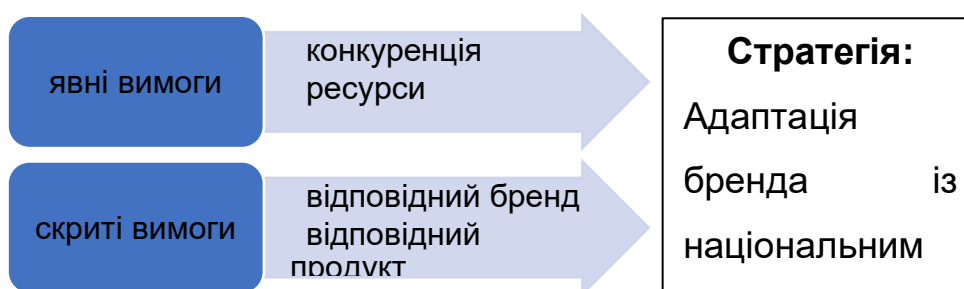 явні вимоги
конкуренція
ресурси
скриті вимоги
відповідний бренд
відповідний
продукт
Стратегія:
Адаптація
бренда із
національним